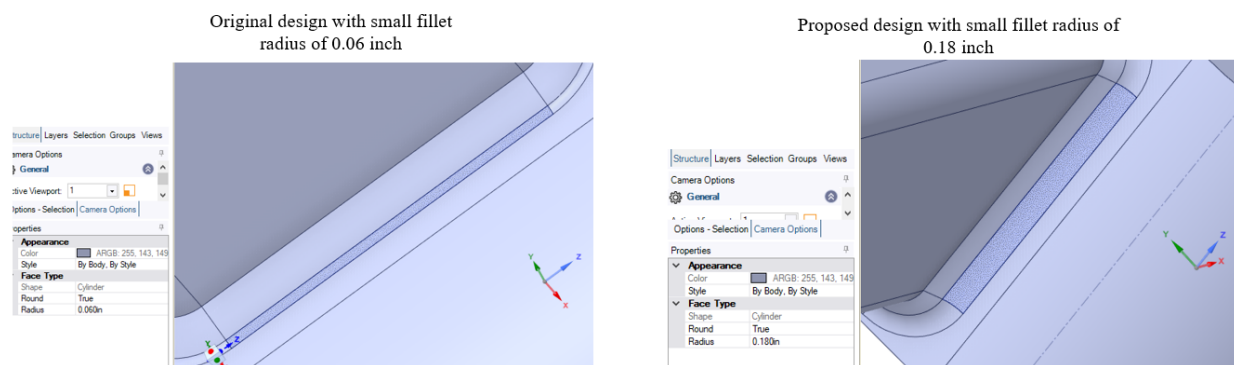 Original design with small fillet
radius of 0.06 inch
Structure Layers Selection Groups Views
Camera Options
General
Active Viewport: 1
Options - Selection Camera Options
Properties
Appearance
Color ARGB: 255, 143, 149
Style By Body, By Style
Face Type
Shape Cylinder
Round True
Radius 0.060in
Y
Z
X
Y
Z
Proposed design with small fillet radius of
0.18 inch
Structure Layers Selection Groups Views
Camera Options
General
Options - Selection Camera Options
Properties
Appearance
Color ARGB: 255, 143, 149
Style By Body, By Style
Face Type
Shape Cylinder
Round True
Radius 0.180in
Y
Z
X